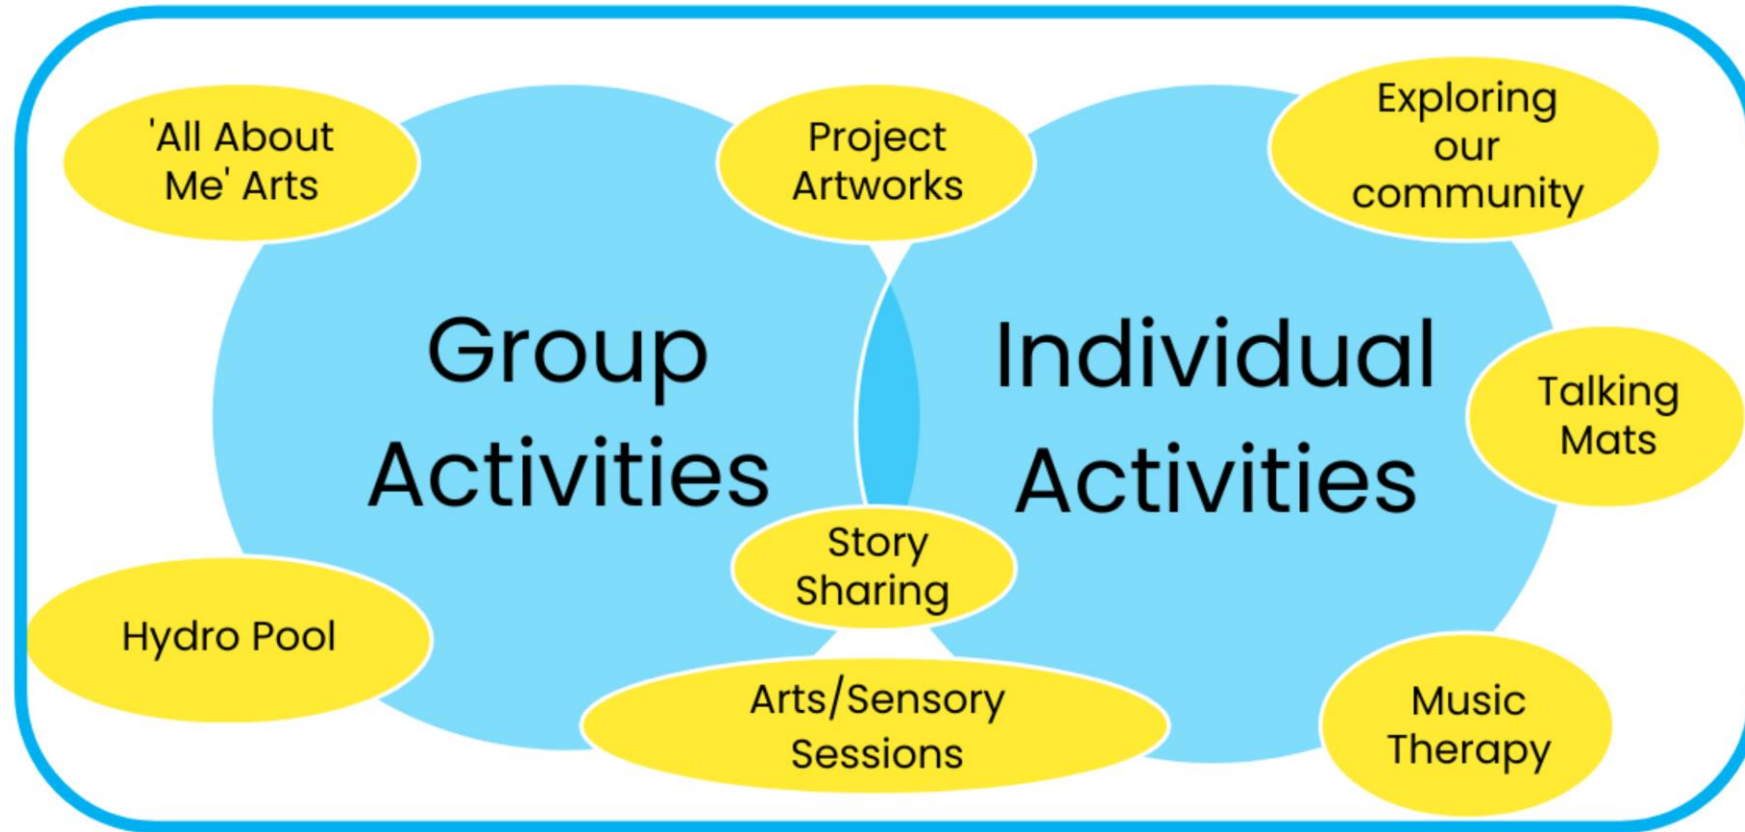 'All About
Me' Arts
Project
Artworks
Exploring
our
community
Group
Activities
Individual
Activities
Talking
Mats
Story
Sharing
Hydro Pool
Arts/Sensory
Sessions
Music
Therapy